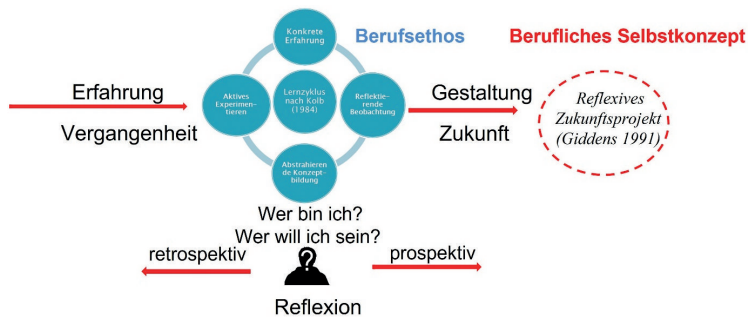 Konkrete
Erfahrung
Berufsethos
Berufliches Selbstkonzept
Erfahrung
Vergangenheit
Aktives
Experimen-
tieren
Lernzyklus
nach Kolb
(1984)
Reflektie-
rende
Beobachtung
Gestaltung
Zukunft
Reflexives
Zukunftsprojekt
(Giddens 1991)
Abstrahieren
de Konzept-
bildung
Wer bin ich?
Wer will ich sein?
retrospektiv
?
prospektiv
Reflexion